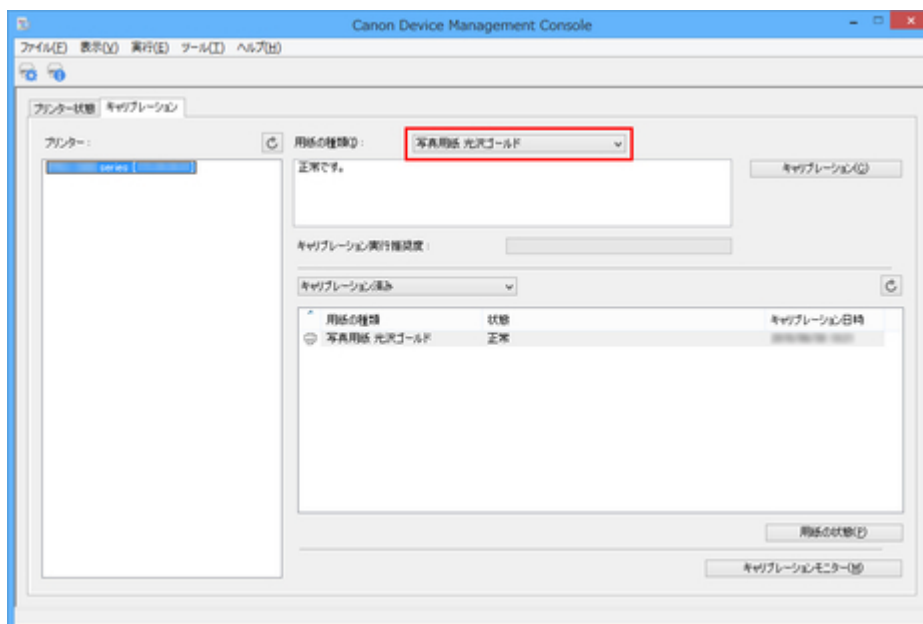 Canon Device Management Console
ファイル(F) 表示(V) 実行(E) ツール(T) ヘルプ(H)
プリンター状態 キャリブレーション
プリンター:
用紙の種類(I): 写真用紙 光沢ゴールド
series [
正常です。
キャリブレーション(C)
キャリブレーション実行推奨度:
キャリブレーション済み
用紙の種類 状態 キャリブレーション日時
写真用紙 光沢ゴールド 正常
用紙の状態(P)
キャリブレーションモニター(M)